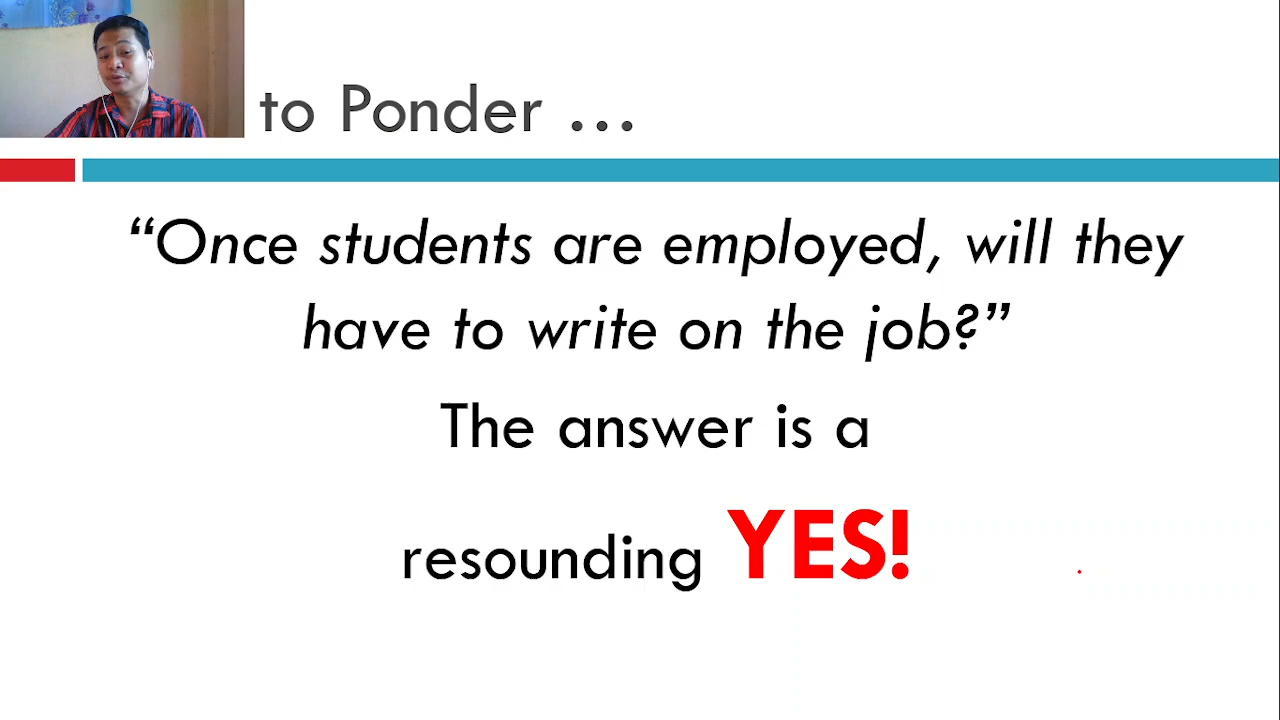 to Ponder ...
“Once students are employed, will they
have to write on the job?”
The answer is a
resounding YES!